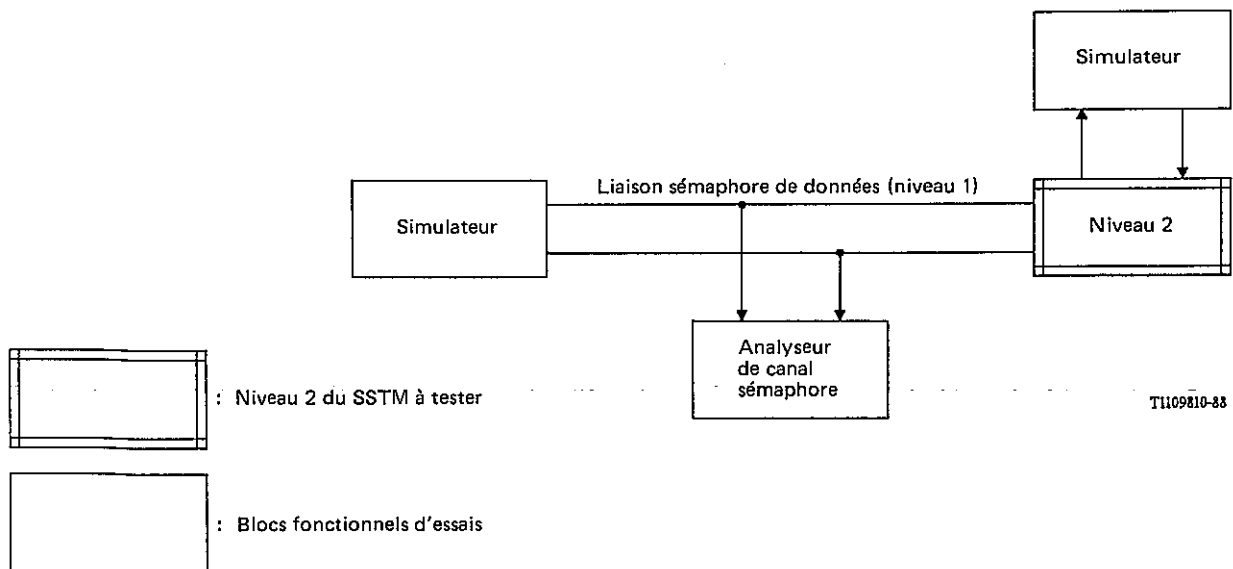 Simulateur
Liaison sémaphore de données (niveau 1)
Simulateur
Niveau 2
Analyseur
de canal
sémaphore
: Niveau 2 du SSTM à tester
T1109810-88
: Blocs fonctionnels d'essais